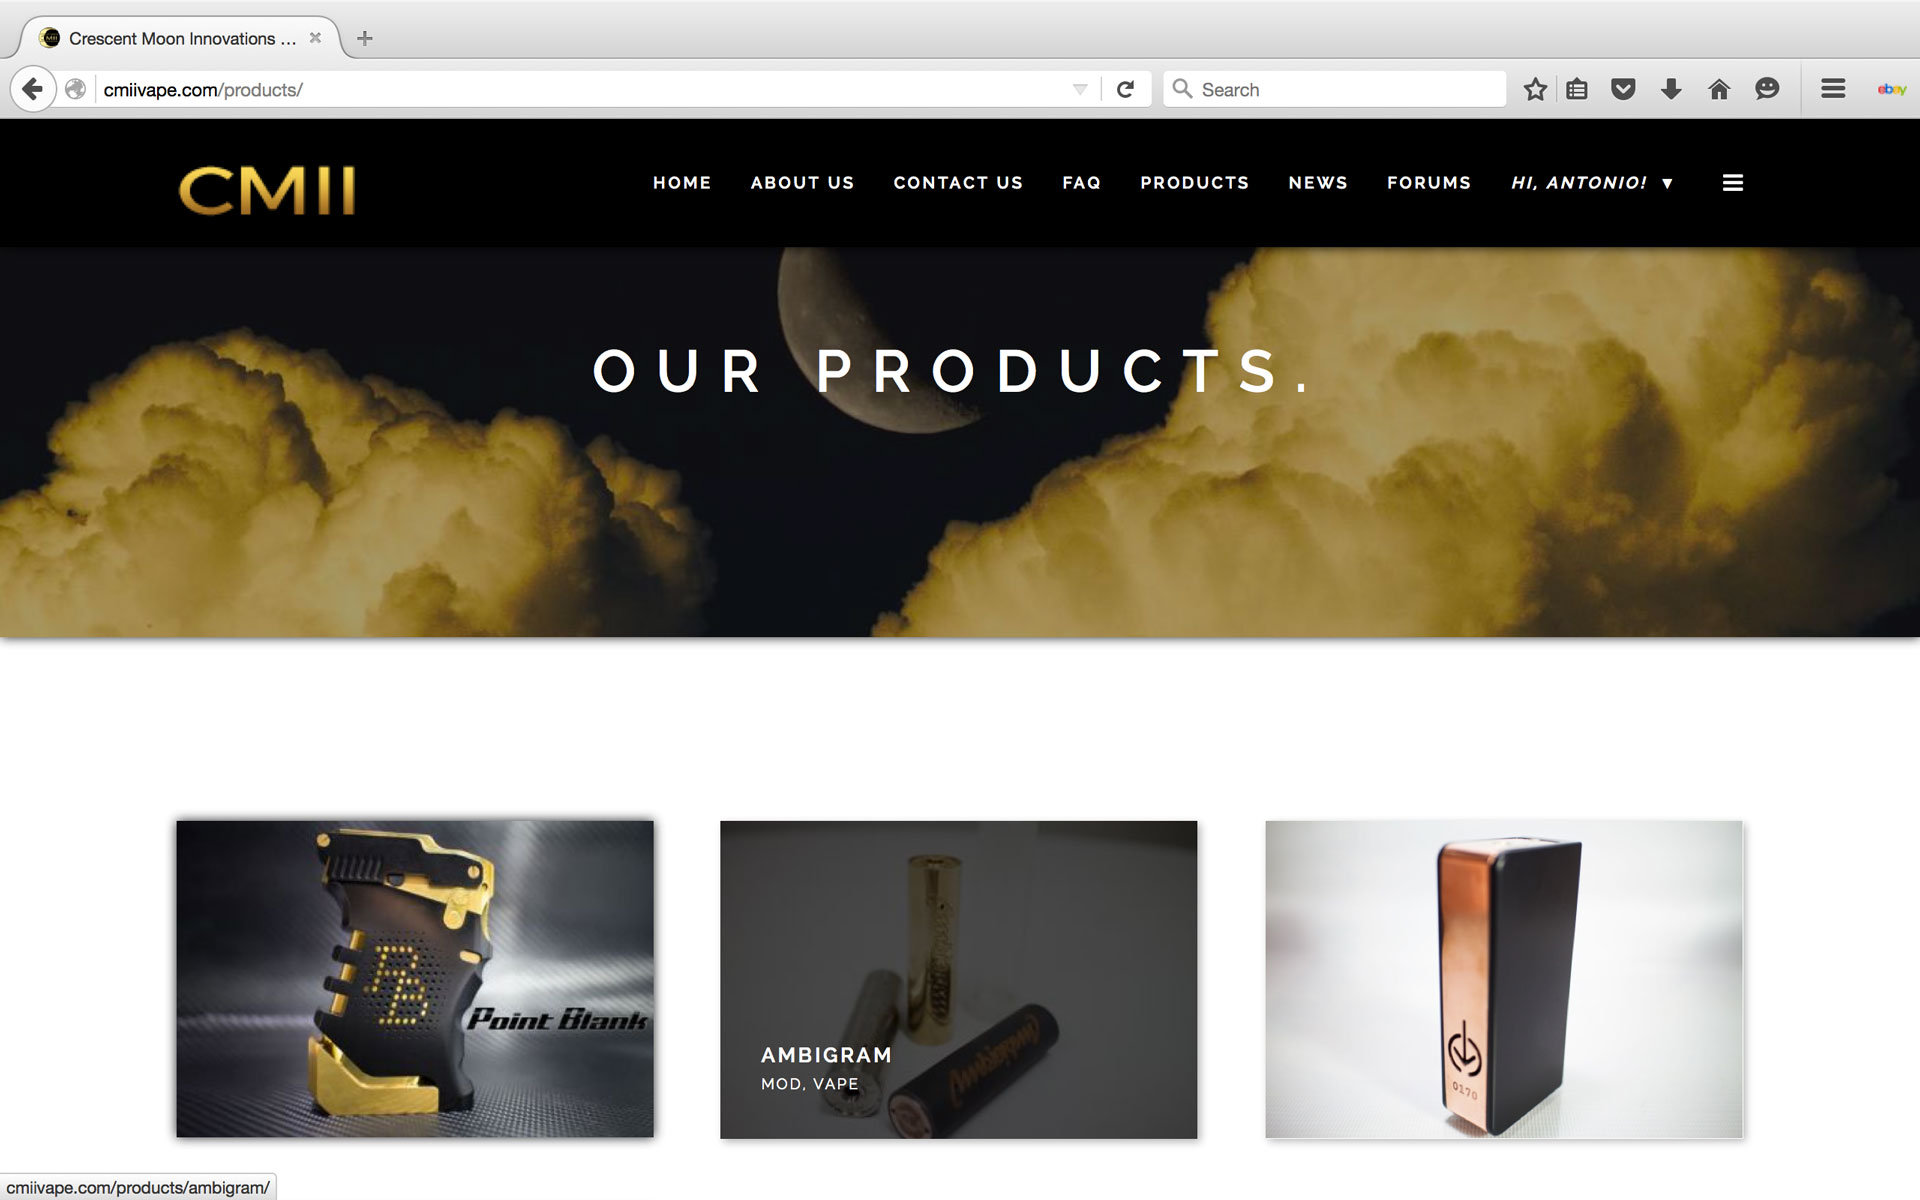 Crescent Moon Innovations ...
cmiivape.com/products/
Search
ebay
CMII
HOME ABOUT US CONTACT US FAQ PRODUCTS NEWS FORUMS HI, ANTONIO! ▼
OUR PRODUCTS.
Point Blank
AMBIGRAM
MOD, VAPE
Ambigram
0170
cmiivape.com/products/ambigram/